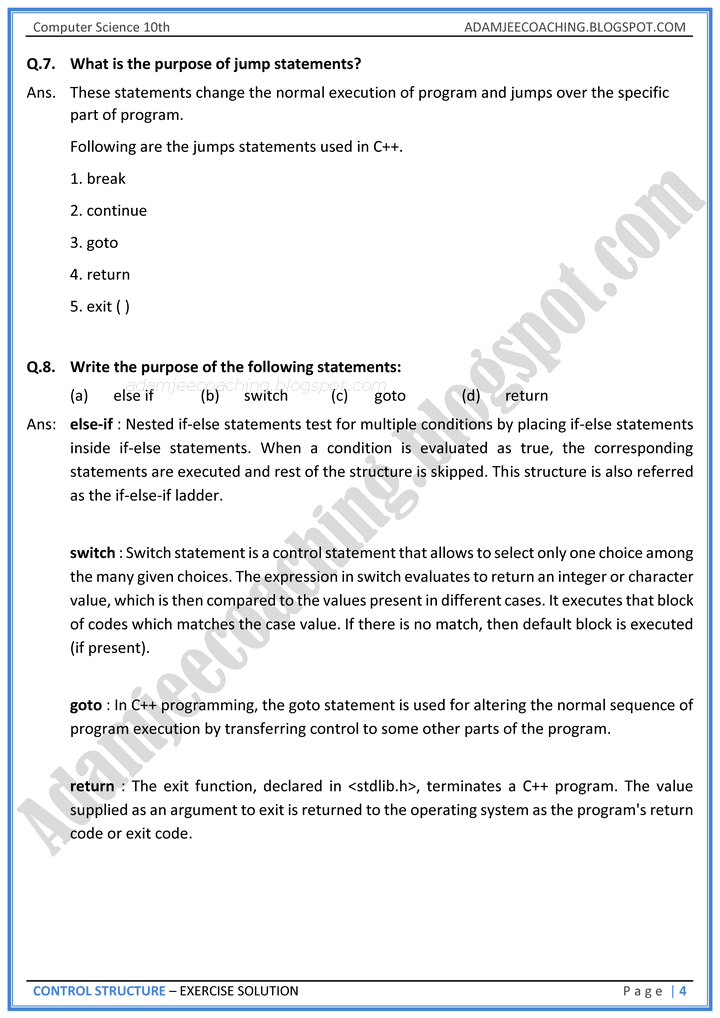 Computer Science 10th ADAMJEECOACHING.BLOGSPOT.COM
Q.7. What is the purpose of jump statements?
Ans. These statements change the normal execution of program and jumps over the specific
part of program.
Following are the jumps statements used in C++.
1. break
2. continue
3. goto
4. return
5. exit ( )
Q.8. Write the purpose of the following statements:
adamjeecoaching.blogspot.com
(a) else if (b) switch (c) goto (d) return
Ans: else-if : Nested if-else statements test for multiple conditions by placing if-else statements
inside if-else statements. When a condition is evaluated as true, the corresponding
statements are executed and rest of the structure is skipped. This structure is also referred
as the if-else-if ladder.
switch : Switch statement is a control statement that allows to select only one choice among
the many given choices. The expression in switch evaluates to return an integer or character
value, which is then compared to the values present in different cases. It executes that block
of codes which matches the case value. If there is no match, then default block is executed
(if present).
goto : In C++ programming, the goto statement is used for altering the normal sequence of
program execution by transferring control to some other parts of the program.
return : The exit function, declared in <stdlib.h>, terminates a C++ program. The value
supplied as an argument to exit is returned to the operating system as the program's return
code or exit code.
Adamjeecoaching.blogspot.com
CONTROL STRUCTURE – EXERCISE SOLUTION Page | 4